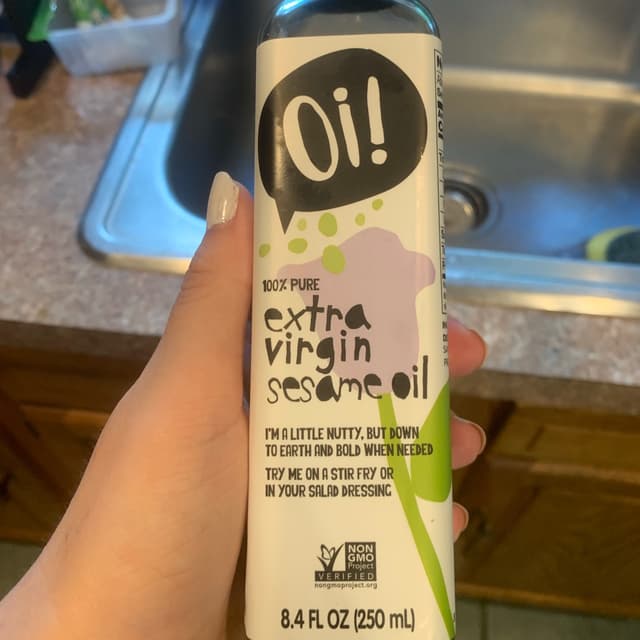 Oi!
100% PURE
extra
virgin
sesame oil
I'M A LITTLE NUTTY, BUT DOWN
TO EARTH AND BOLD WHEN NEEDED
TRY ME ON A STIR FRY OR
IN YOUR SALAD DRESSING
NON
GMO
Project
VERIFIED
nongmoproject.org
8.4 FL OZ (250 mL)